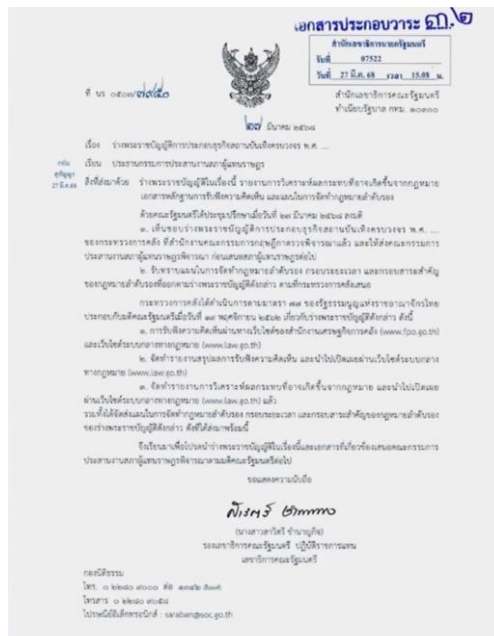 เอกสารประกอบวาระ ๓.๒
สำนักเลขาธิการนายกรัฐมนตรี
รับที่ 07522
วันที่ 27 มี.ค. 68 เวลา 15.08 น.
ที่ นร ๐๕๐๓/
สำนักเลขาธิการคณะรัฐมนตรี
ทำเนียบรัฐบาล กทม. ๑๐๓๐๐
๒๗ มีนาคม ๒๕๖๘
เรื่อง ร่างพระราชบัญญัติการประกอบธุรกิจสถานบันเทิงครบวงจร พ.ศ. ....
เรียน ประธานกรรมการประสานงานสภาผู้แทนราษฎร
27 มี.ค.68
สิ่งที่ส่งมาด้วย ร่างพระราชบัญญัติในเรื่องนี้ รายงานการวิเคราะห์ผลกระทบที่อาจเกิดขึ้นจากกฎหมาย
เอกสารหลักฐานการรับฟังความคิดเห็น และแผนในการจัดทำกฎหมายลำดับรอง
ด้วยคณะรัฐมนตรีได้ประชุมปรึกษาเมื่อวันที่ ๒๗ มีนาคม ๒๕๖๘ ลงมติ
๑. เห็นชอบร่างพระราชบัญญัติการประกอบธุรกิจสถานบันเทิงครบวงจร พ.ศ. ....
ของกระทรวงการคลัง ที่สำนักงานคณะกรรมการกฤษฎีกาตรวจพิจารณาแล้ว และให้ส่งคณะกรรมการ
ประสานงานสภาผู้แทนราษฎรพิจารณา ก่อนเสนอสภาผู้แทนราษฎรต่อไป
๒. รับทราบแผนในการจัดทำกฎหมายลำดับรอง กรอบระยะเวลา และกรอบสาระสำคัญ
ของกฎหมายลำดับรองที่ออกตามร่างพระราชบัญญัติดังกล่าว ตามที่กระทรวงการคลังเสนอ
กระทรวงการคลังได้ดำเนินการตามมาตรา ๗๗ ของรัฐธรรมนูญแห่งราชอาณาจักรไทย
ประกอบกับมติคณะรัฐมนตรีเมื่อวันที่ ๑๙ พฤศจิกายน ๒๕๖๒ เกี่ยวกับร่างพระราชบัญญัติดังกล่าว ดังนี้
๑. การรับฟังความคิดเห็นผ่านทางเว็บไซต์ของสำนักงานเศรษฐกิจการคลัง (www.fpo.go.th)
และเว็บไซต์ระบบกลางทางกฎหมาย (www.law.go.th)
๒. จัดทำรายงานสรุปผลการรับฟังความคิดเห็น และนำไปเปิดเผยผ่านเว็บไซต์ระบบกลาง
ทางกฎหมาย (www.law.go.th)
๓. จัดทำรายงานการวิเคราะห์ผลกระทบที่อาจเกิดขึ้นจากกฎหมาย และนำไปเปิดเผย
ผ่านเว็บไซต์ระบบกลางทางกฎหมาย (www.law.go.th) แล้ว
รวมทั้งได้จัดส่งแผนในการจัดทำกฎหมายลำดับรอง กรอบระยะเวลา และกรอบสาระสำคัญของกฎหมายลำดับรอง
ของร่างพระราชบัญญัติดังกล่าว ดังที่ได้ส่งมาพร้อมนี้
จึงเรียนมาเพื่อโปรดนำร่างพระราชบัญญัติในเรื่องนี้และเอกสารที่เกี่ยวข้องเสนอคณะกรรมการ
ประสานงานสภาผู้แทนราษฎรพิจารณาตามมติคณะรัฐมนตรีต่อไป
ขอแสดงความนับถือ
(นางสาวสาวิตรี ชำนาญกิจ)
รองเลขาธิการคณะรัฐมนตรี ปฏิบัติราชการแทน
เลขาธิการคณะรัฐมนตรี
กองนิติธรรม
โทร. ๐ ๒๒๘๐ ๙๐๐๐ ต่อ
โทรสาร ๐ ๒๒๘๐ ๙๐๕๘
ไปรษณีย์อิเล็กทรอนิกส์ : saraban@soc.go.th